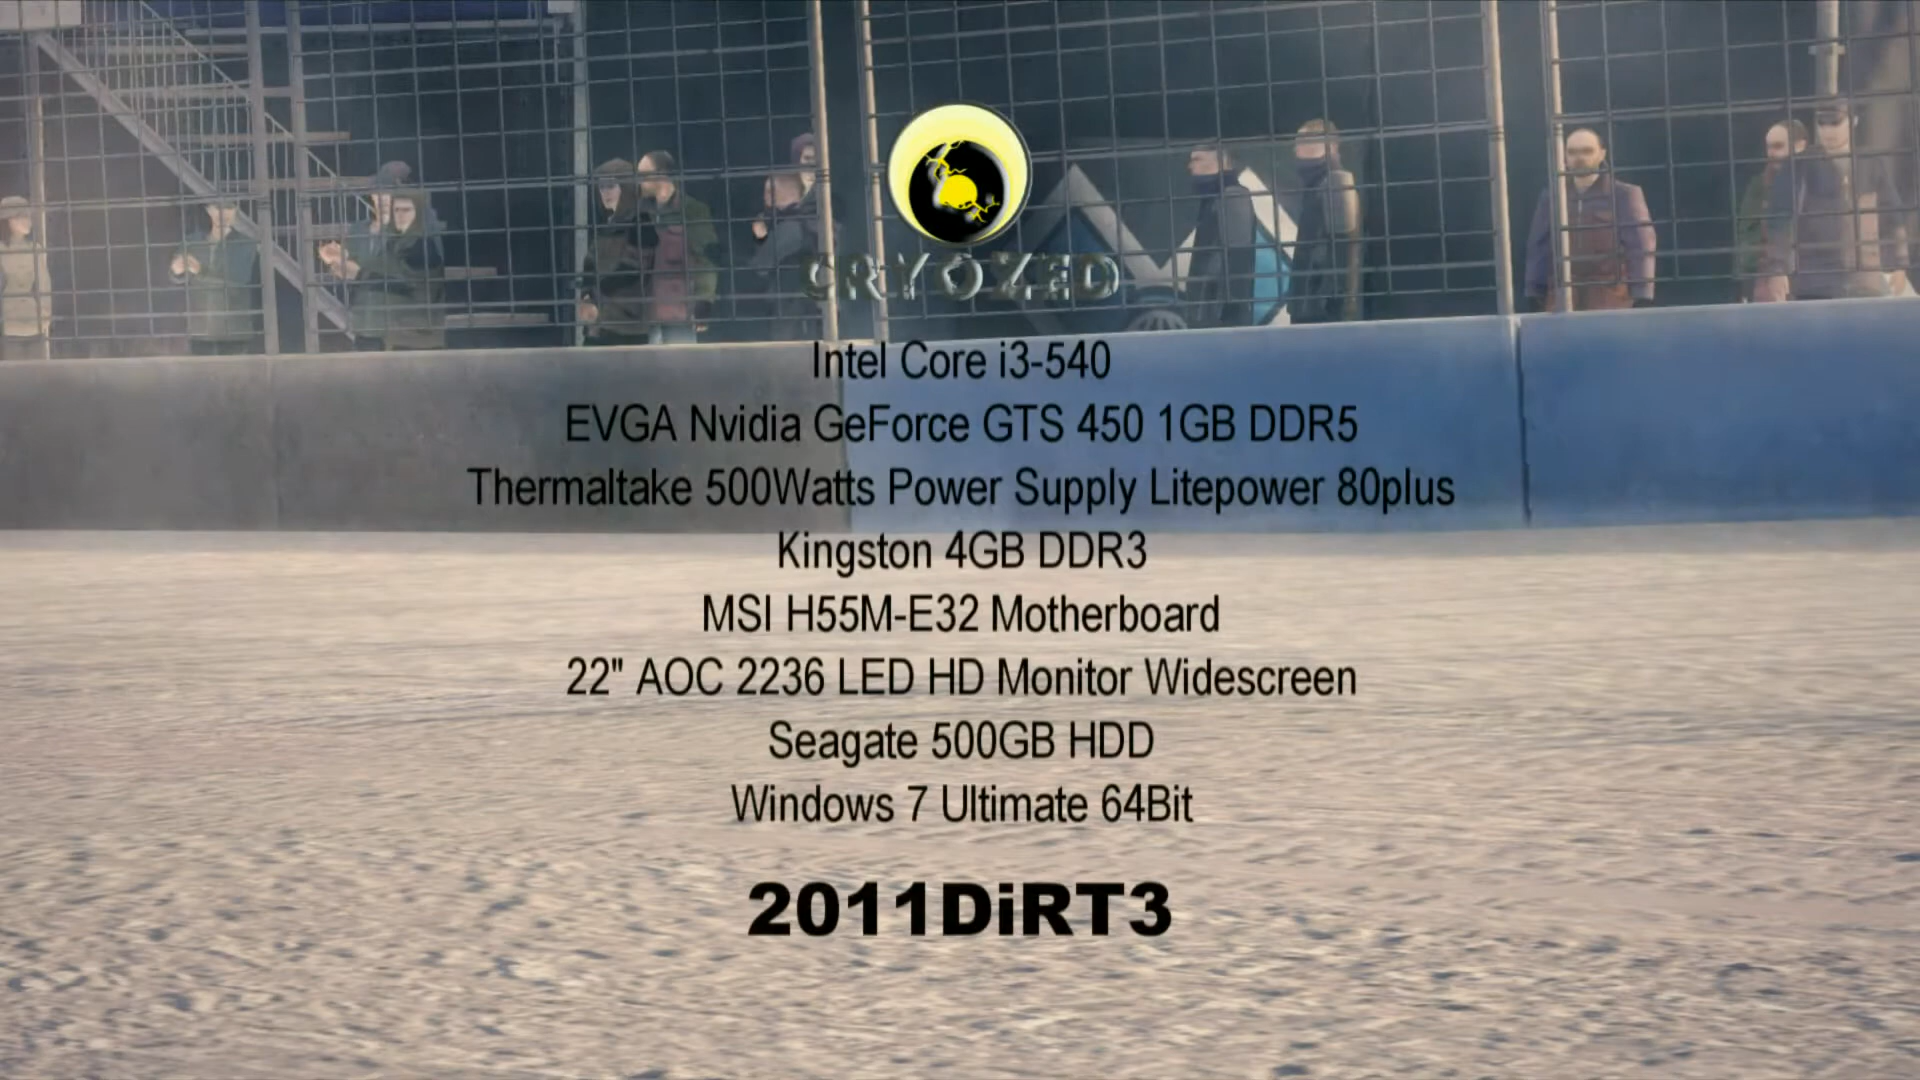 CRYOZED
Intel Core i3-540
EVGA Nvidia GeForce GTS 450 1GB DDR5
Thermaltake 500Watts Power Supply Litepower 80plus
Kingston 4GB DDR3
MSI H55M-E32 Motherboard
22" AOC 2236 LED HD Monitor Widescreen
Seagate 500GB HDD
Windows 7 Ultimate 64Bit
2011DiRT3